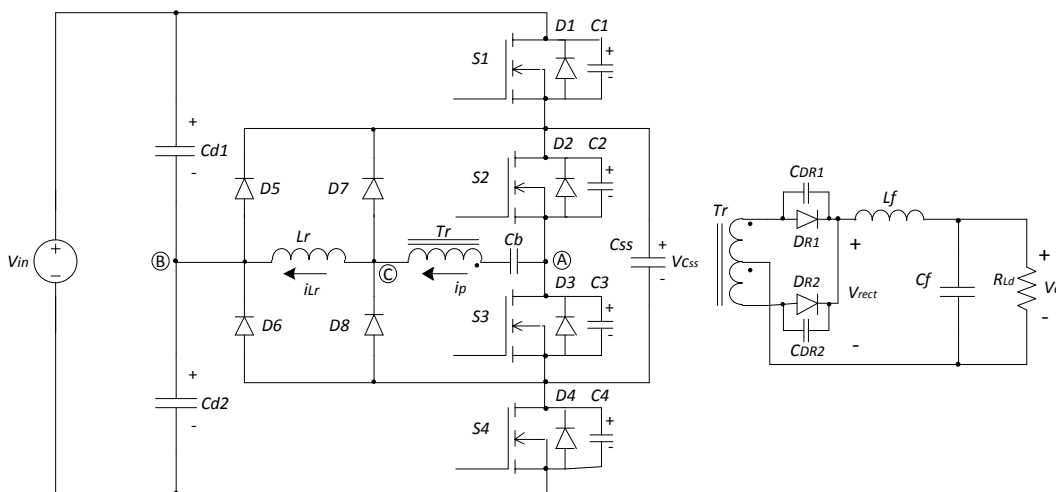 D1 C1
S1
+
-
+
Cd1
-
D2 C2
S2
+
-
D5 D7
CDR1
Tr
Lf
DR1
Lr
Tr
Cb
A
Css
+
VCss
-
Vin
+
-
B
C
iLr
ip
DR2
+
Vrect
-
Cf
RLd
+
V
-
D3 C3
S3
+
-
D6 D8
CDR2
+
Cd2
-
D4 C4
S4
+
-